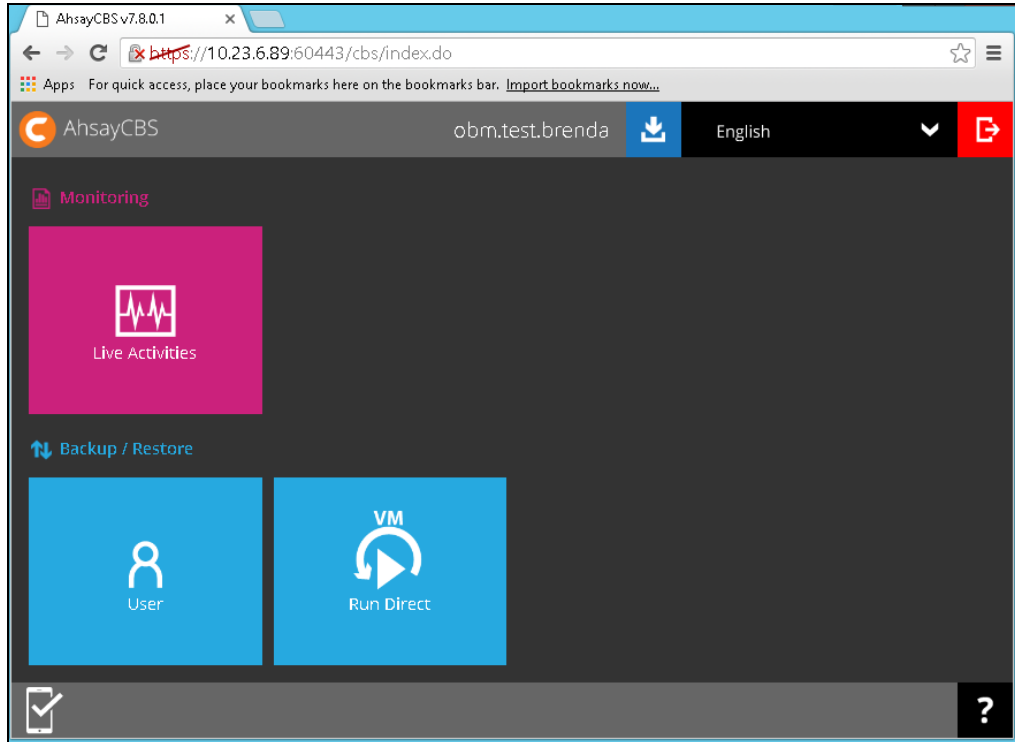 AhsayCBS v7.8.0.1
https://10.23.6.89:60443/cbs/index.do
Apps For quick access, place your bookmarks here on the bookmarks bar. Import bookmarks now...
AhsayCBS obm.test.brenda English
Monitoring
Live Activities
Backup / Restore
VM
User Run Direct
?